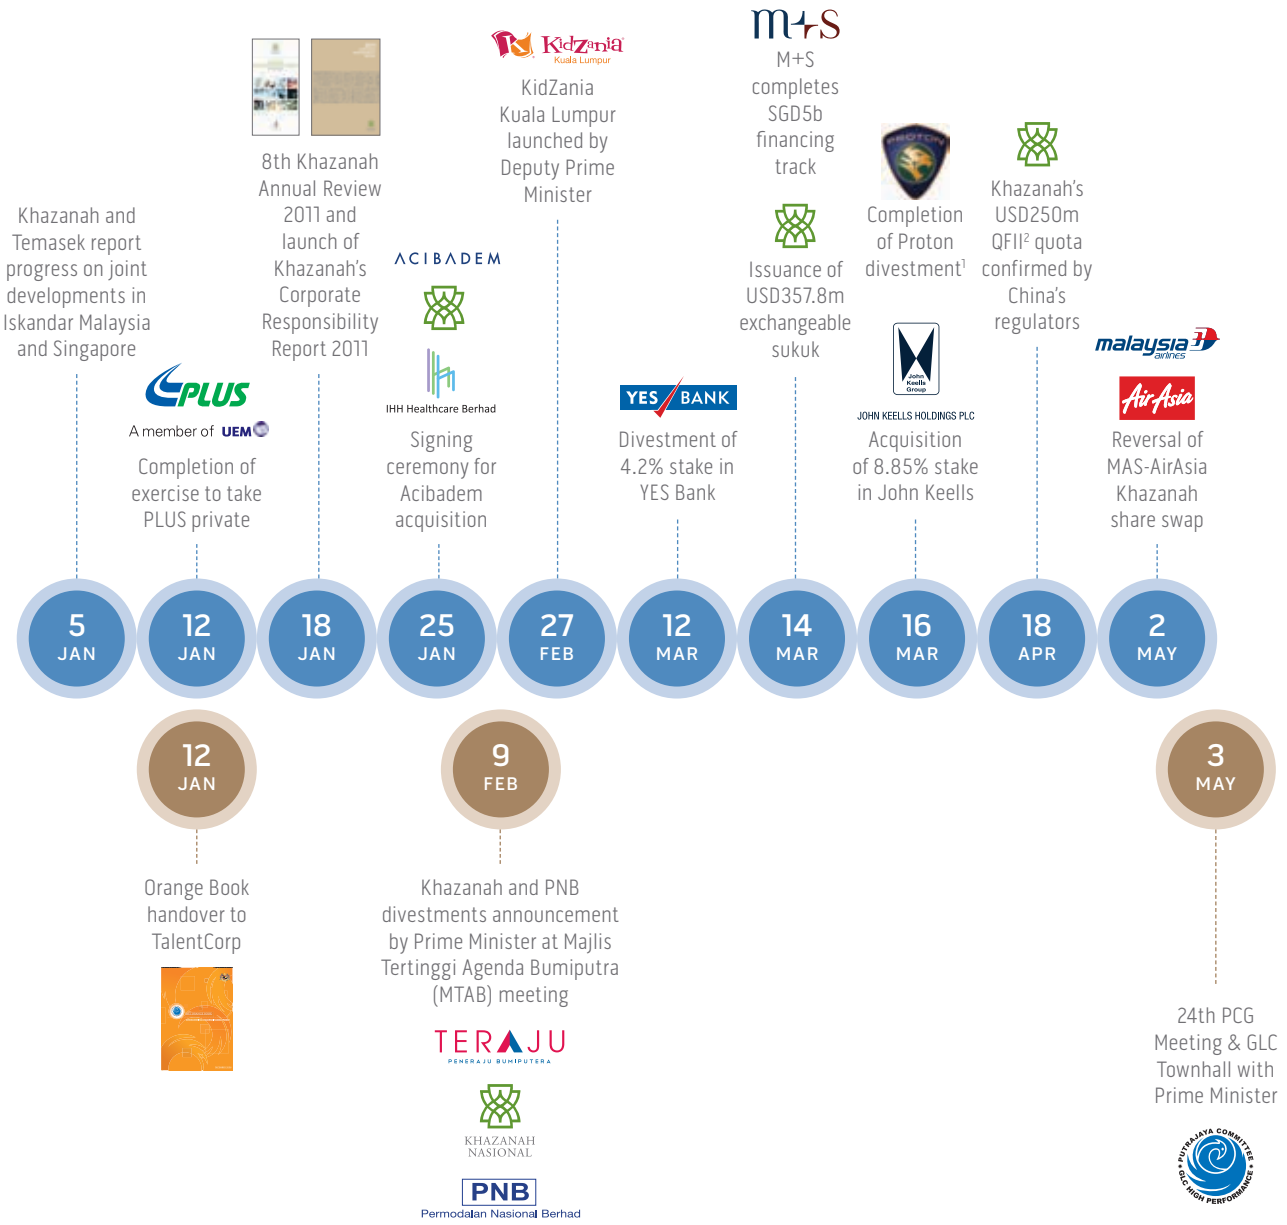 Khazanah and
Temasek report
progress on joint
developments in
Iskandar Malaysia
and Singapore
5
JAN
PLUS
A member of UEM
Completion of
exercise to take
PLUS private
12
JAN
8th Khazanah
Annual Review
2011 and
launch of
Khazanah's
Corporate
Responsibility
Report 2011
18
JAN
ACIBADEM
IHH Healthcare Berhad
Signing
ceremony for
Acibadem
acquisition
25
JAN
KidZania
Kuala Lumpur
KidZania
Kuala Lumpur
launched by
Deputy Prime
Minister
27
FEB
YES BANK
Divestment of
4.2% stake in
YES Bank
12
MAR
M+S
M+S
completes
SGD5b
financing
track
Issuance of
USD357.8m
exchangeable
sukuk
14
MAR
PROTON
Completion
of Proton
divestment¹
John
Keells
Group
JOHN KEELLS HOLDINGS PLC
Acquisition
of 8.85% stake
in John Keells
16
MAR
Khazanah's
USD250m
QFII² quota
confirmed by
China's
regulators
18
APR
malaysia
airlines
AirAsia
Reversal of
MAS-AirAsia
Khazanah
share swap
2
MAY
12
JAN
Orange Book
handover to
TalentCorp
9
FEB
Khazanah and PNB
divestments announcement
by Prime Minister at Majlis
Tertinggi Agenda Bumiputra
(MTAB) meeting
TERAJU
PENERAJU BUMIPUTERA
KHAZANAH
NASIONAL
PNB
Permodalan Nasional Berhad
3
MAY
24th PCG
Meeting & GLC
Townhall with
Prime Minister
PUTRAJAYA COMMITTEE
GLC HIGH PERFORMANCE